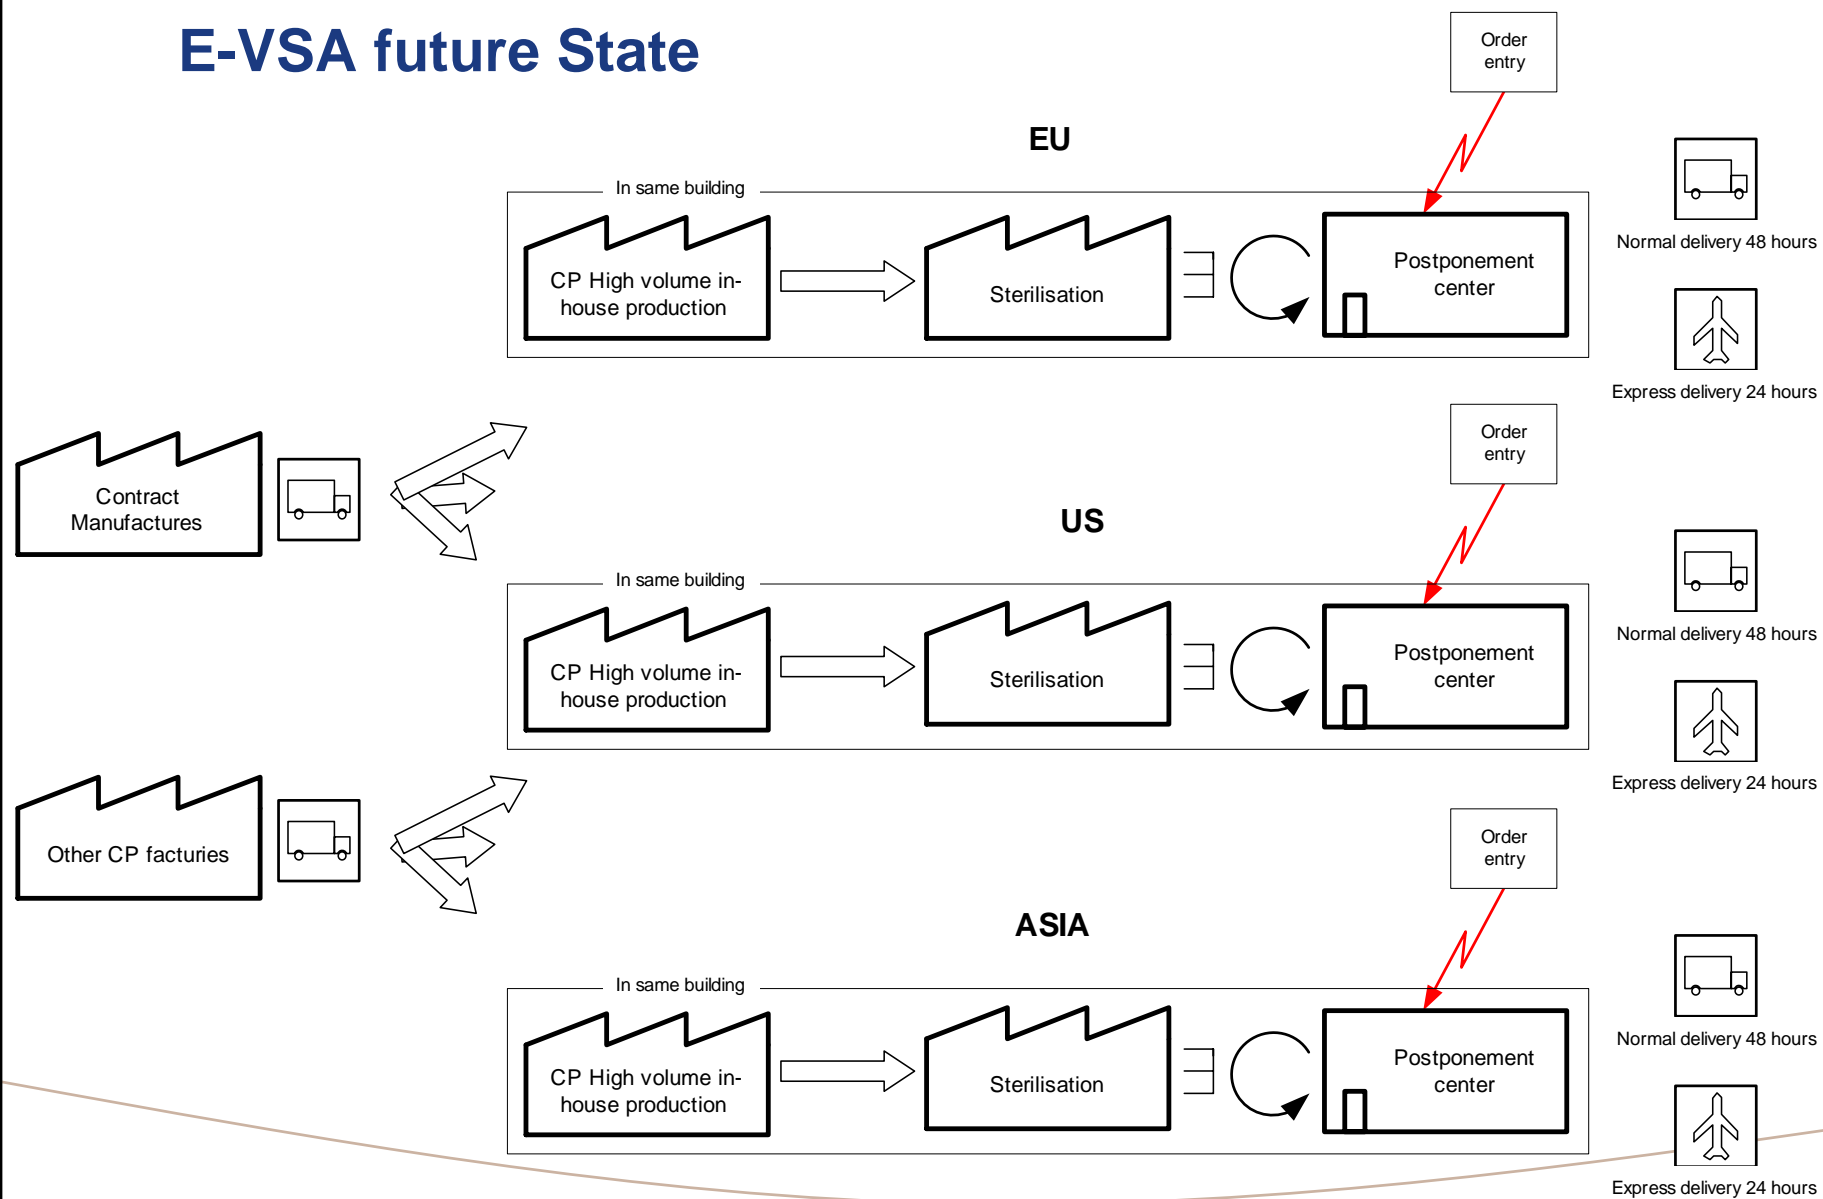 E-VSA future State
Order
entry
EU
In same building
CP High volume in-
house production
Sterilisation
Postponement
center
Normal delivery 48 hours
Express delivery 24 hours
Contract
Manufactures
Order
entry
US
In same building
CP High volume in-
house production
Sterilisation
Postponement
center
Normal delivery 48 hours
Express delivery 24 hours
Other CP facturies
Order
entry
ASIA
In same building
CP High volume in-
house production
Sterilisation
Postponement
center
Normal delivery 48 hours
Express delivery 24 hours